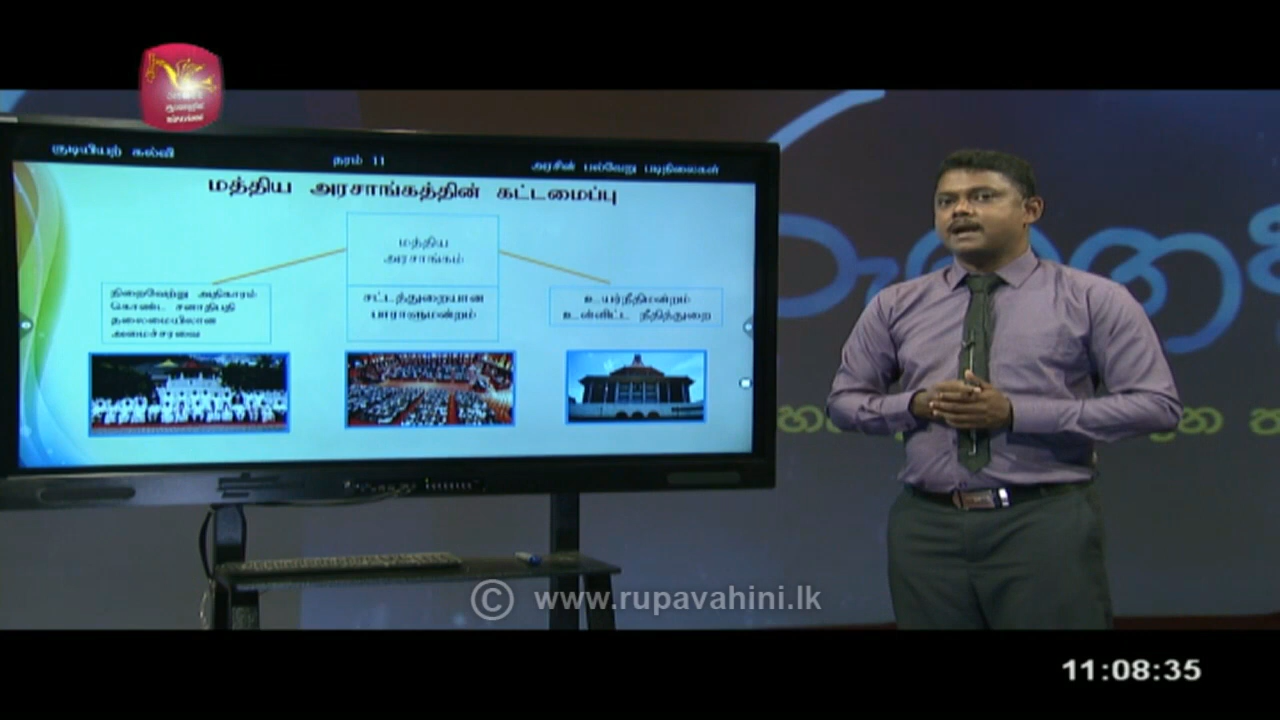 குடியியற் கல்வி தரம் 11 அரசின் பல்வேறு படிநிலைகள்
மத்திய அரசாங்கத்தின் கட்டமைப்பு
மத்திய
அரசாங்கம்
நிறைவேற்று அதிகாரம்
கொண்ட சனாதிபதி
தலைமையிலான
அமைச்சரவை
சட்டத்துறையான
பாராளுமன்றம்
உயர்நீதிமன்றம்
உள்ளிட்ட நீதித்துறை
© www.rupavahini.lk
11:08:35